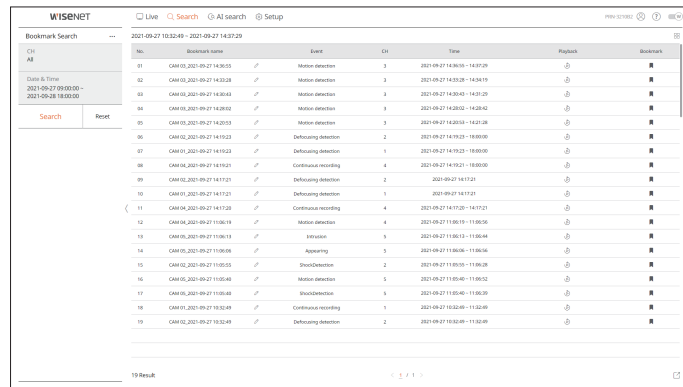 WISENET
Live Search AI search Setup
Bookmark Search ...
2021-09-27 10:32:49 ~ 2021-09-27 14:37:29
CH
All
Date & Time
2021-09-27 09:00:00 ~
2021-09-28 18:00:00
Search Reset
No. Bookmark name Event CH Time Playback Bookmark
01 CAM 03_2021-09-27 14:36:55 Motion detection 3 2021-09-27 14:36:55 ~ 14:37:29
02 CAM 03_2021-09-27 14:33:28 Motion detection 3 2021-09-27 14:33:28 ~ 14:34:19
03 CAM 03_2021-09-27 14:30:43 Motion detection 3 2021-09-27 14:30:43 ~ 14:31:29
04 CAM 03_2021-09-27 14:28:02 Motion detection 3 2021-09-27 14:28:02 ~ 14:28:42
05 CAM 03_2021-09-27 14:20:53 Motion detection 3 2021-09-27 14:20:53 ~ 14:21:28
06 CAM 02_2021-09-27 14:19:23 Defocusing detection 2 2021-09-27 14:19:23 ~ 18:00:00
07 CAM 01_2021-09-27 14:19:23 Defocusing detection 1 2021-09-27 14:19:23 ~ 18:00:00
08 CAM 04_2021-09-27 14:19:21 Continuous recording 4 2021-09-27 14:19:21 ~ 18:00:00
09 CAM 02_2021-09-27 14:17:21 Defocusing detection 2 2021-09-27 14:17:21
10 CAM 01_2021-09-27 14:17:21 Defocusing detection 1 2021-09-27 14:17:21
11 CAM 04_2021-09-27 14:17:20 Continuous recording 4 2021-09-27 14:17:20 ~ 14:17:21
12 CAM 04_2021-09-27 11:06:19 Motion detection 4 2021-09-27 11:06:19 ~ 11:06:56
13 CAM 05_2021-09-27 11:06:13 Intrusion 5 2021-09-27 11:06:13 ~ 11:06:44
14 CAM 05_2021-09-27 11:06:06 Appearing 5 2021-09-27 11:06:06 ~ 11:06:56
15 CAM 02_2021-09-27 11:05:55 ShockDetection 2 2021-09-27 11:05:55 ~ 11:06:28
16 CAM 05_2021-09-27 11:05:40 Motion detection 5 2021-09-27 11:05:40 ~ 11:06:52
17 CAM 05_2021-09-27 11:05:40 ShockDetection 5 2021-09-27 11:05:40 ~ 11:06:39
18 CAM 01_2021-09-27 10:32:49 Continuous recording 1 2021-09-27 10:32:49 ~ 11:32:49
19 CAM 02_2021-09-27 10:32:49 Defocusing detection 2 2021-09-27 10:32:49 ~ 11:32:49
19 Result < 1 / 1 >